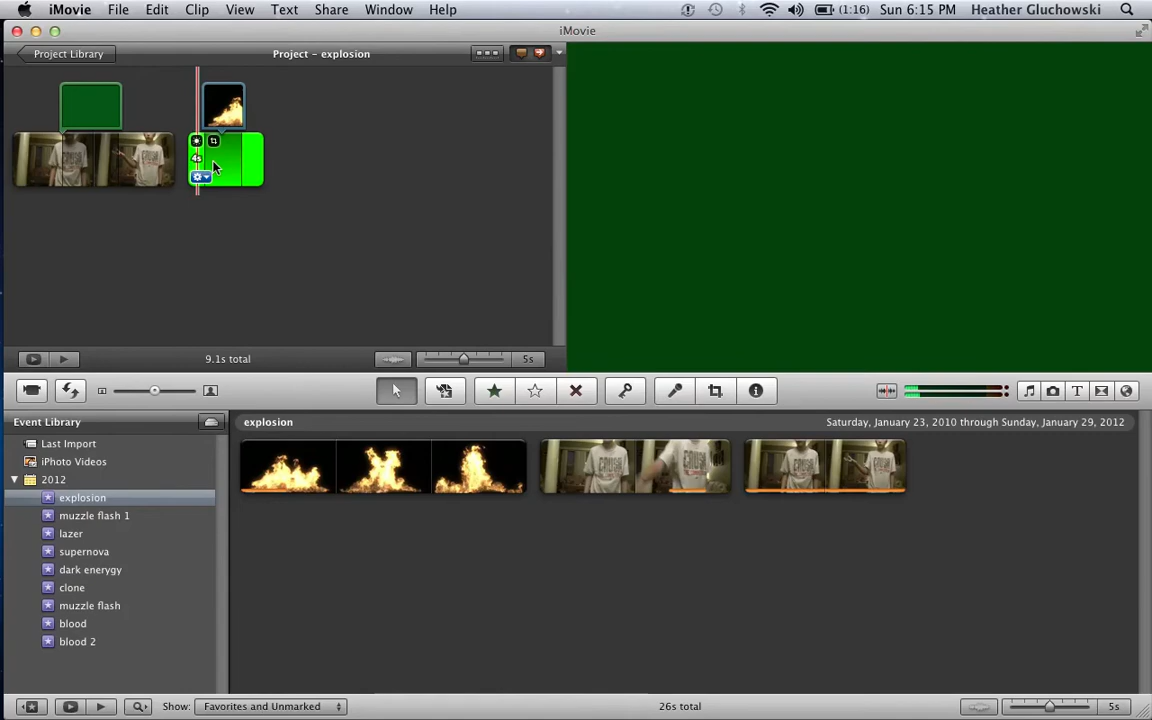 iMovie File Edit Clip View Text Share Window Help (1:16) Sun 6:15 PM Heather Gluchowski
iMovie
Project Library Project – explosion
4s
9.1s total 5s
Event Library explosion Saturday, January 23, 2010 through Sunday, January 29, 2012
Last Import
iPhoto Videos
2012
explosion
muzzle flash 1
lazer
supernova
dark enerygy
clone
muzzle flash
blood
blood 2
Show: Favorites and Unmarked 26s total 5s